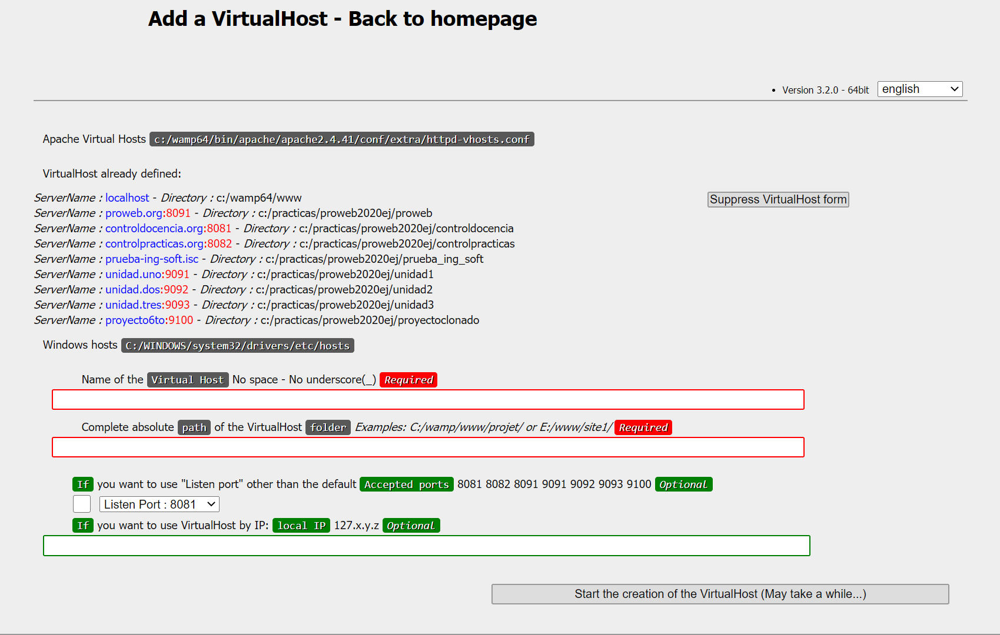 Add a VirtualHost - Back to homepage
• Version 3.2.0 - 64bit english
Apache Virtual Hosts c:/wamp64/bin/apache/apache2.4.41/conf/extra/httpd-vhosts.conf
VirtualHost already defined:
ServerName : localhost - Directory : c:/wamp64/www
Suppress VirtualHost form
ServerName : proweb.org:8091 - Directory : c:/practicas/proweb2020ej/proweb
ServerName : controldocencia.org:8081 - Directory : c:/practicas/proweb2020ej/controldocencia
ServerName : controlpracticas.org:8082 - Directory : c:/practicas/proweb2020ej/controlpracticas
ServerName : prueba-ing-soft.isc - Directory : c:/practicas/proweb2020ej/prueba_ing_soft
ServerName : unidad.uno:9091 - Directory : c:/practicas/proweb2020ej/unidad1
ServerName : unidad.dos:9092 - Directory : c:/practicas/proweb2020ej/unidad2
ServerName : unidad.tres:9093 - Directory : c:/practicas/proweb2020ej/unidad3
ServerName : proyecto6to:9100 - Directory : c:/practicas/proweb2020ej/proyectoclonado
Windows hosts C:/WINDOWS/system32/drivers/etc/hosts
Name of the Virtual Host No space - No underscore(_) Required
Complete absolute path of the VirtualHost folder Examples: C:/wamp/www/projet/ or E:/www/site1/ Required
If you want to use "Listen port" other than the default Accepted ports 8081 8082 8091 9091 9092 9093 9100 Optional
Listen Port : 8081
If you want to use VirtualHost by IP: local IP 127.x.y.z Optional
Start the creation of the VirtualHost (May take a while...)